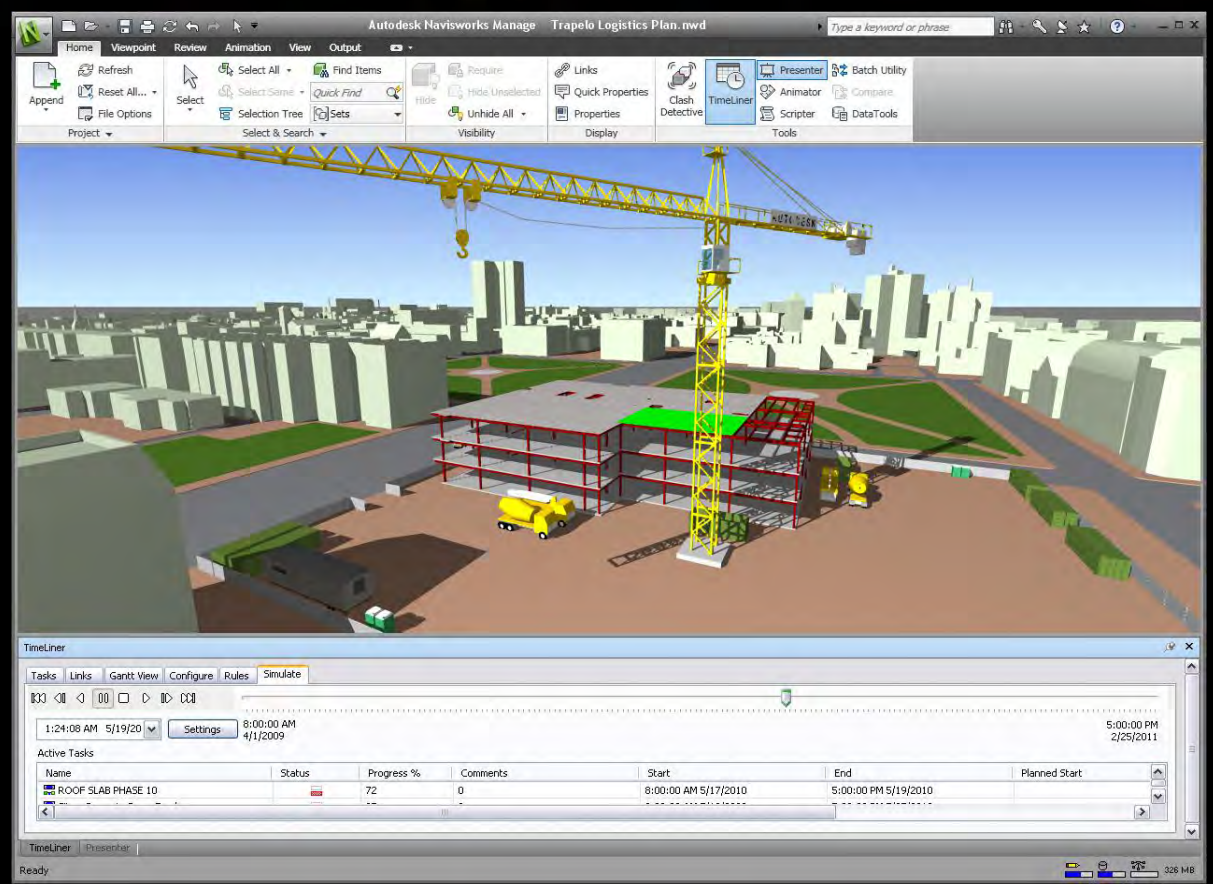 Autodesk Navisworks Manage Trapelo Logistics Plan.nwd
Type a keyword or phrase
Home Viewpoint Review Animation View Output
Append
Refresh
Reset All...
File Options
Project
Select
Select All
Select Same
Selection Tree
Find Items
Quick Find
Sets
Select & Search
Hide
Require
Hide Unselected
Unhide All
Visibility
Links
Quick Properties
Properties
Display
Clash Detective
TimeLiner
Presenter
Animator
Scripter
Batch Utility
Compare
DataTools
Tools
AUTODESK
TimeLiner
Tasks Links Gantt View Configure Rules Simulate
1:24:08 AM 5/19/20
Settings
8:00:00 AM
4/1/2009
5:00:00 PM
2/25/2011
Active Tasks
Name Status Progress % Comments Start End Planned Start
ROOF SLAB PHASE 10 72 0 8:00:00 AM 5/17/2010 5:00:00 PM 5/19/2010
TimeLiner Presenter
Ready
326 MB